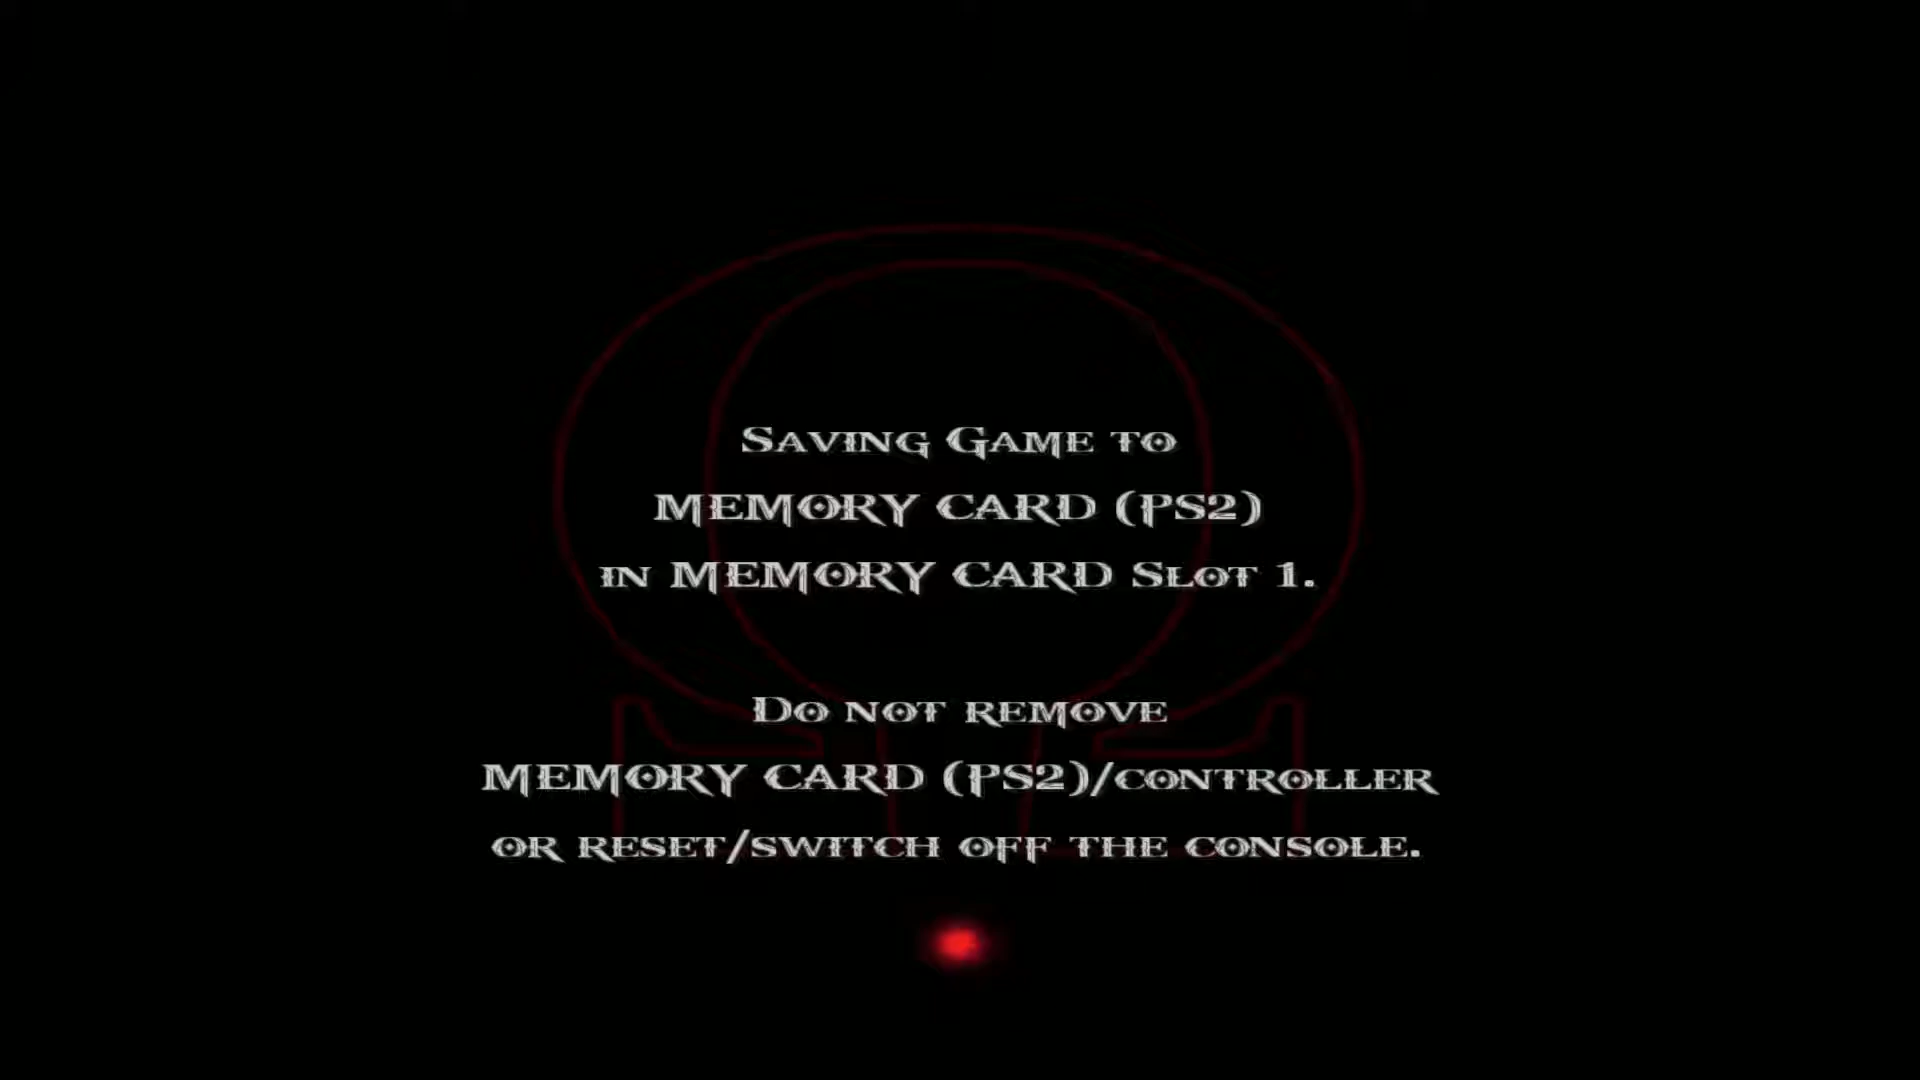 Saving Game to
MEMORY CARD (PS2)
in MEMORY CARD Slot 1.
Do not remove
MEMORY CARD (PS2)/controller
or reset/switch off the console.